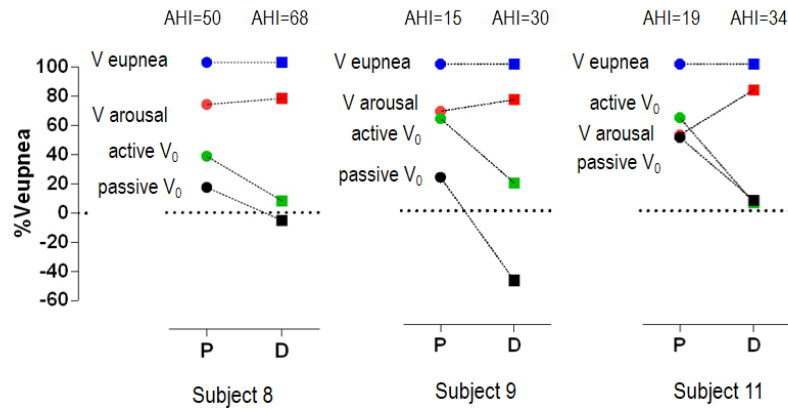 AHI=50 AHI=68 AHI=15 AHI=30 AHI=19 AHI=34
%Veupnea
100
80
60
40
20
0
-20
-40
-60
V eupnea
V arousal
active V0
passive V0
P D
Subject 8
V eupnea
V arousal
active V0
passive V0
P D
Subject 9
V eupnea
active V0
V arousal
passive V0
P D
Subject 11